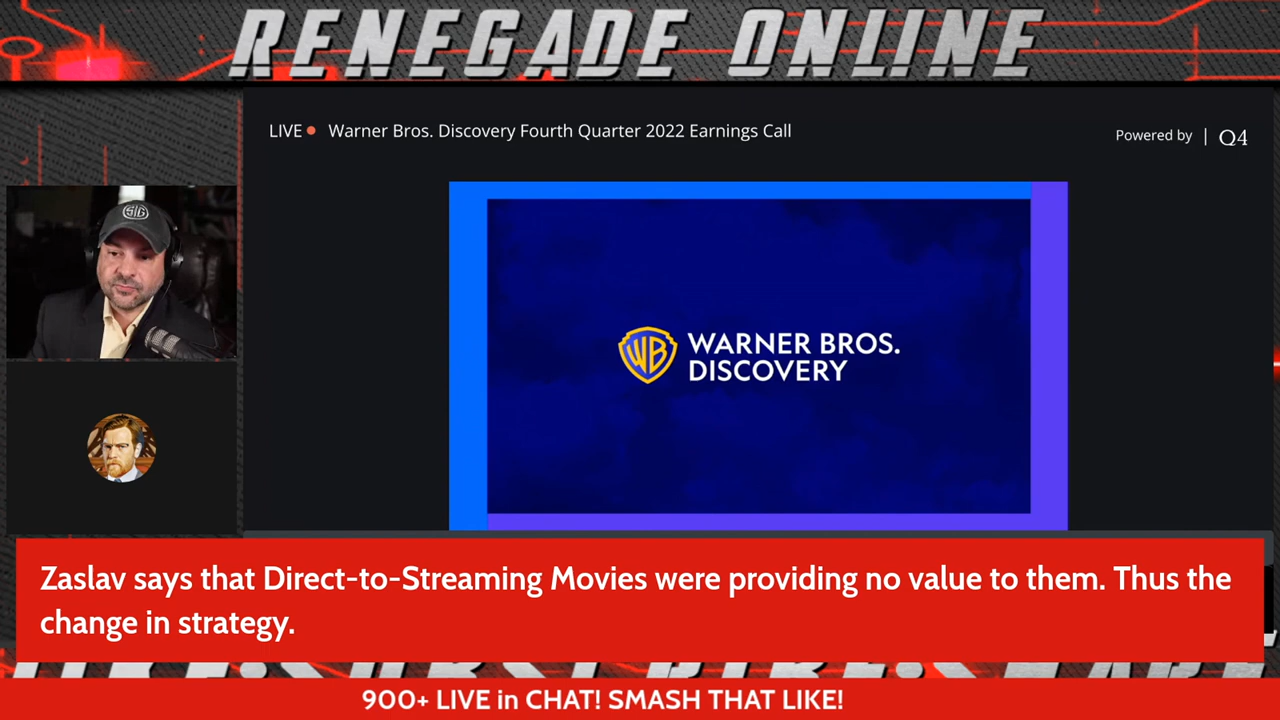 RENEGADE ONLINE
LIVE Warner Bros. Discovery Fourth Quarter 2022 Earnings Call
Powered by | Q4
SIG
WB WARNER BROS.
DISCOVERY
Zaslav says that Direct-to-Streaming Movies were providing no value to them. Thus the
change in strategy.
900+ LIVE in CHAT! SMASH THAT LIKE!